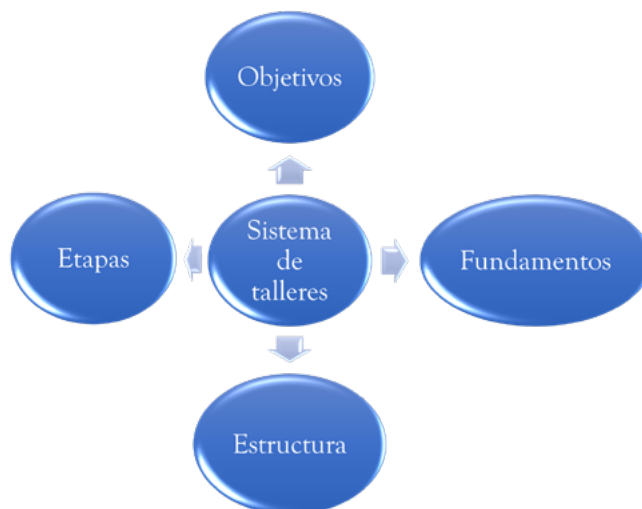 Objetivos
Etapas
Sistema
de
talleres
Fundamentos
Estructura